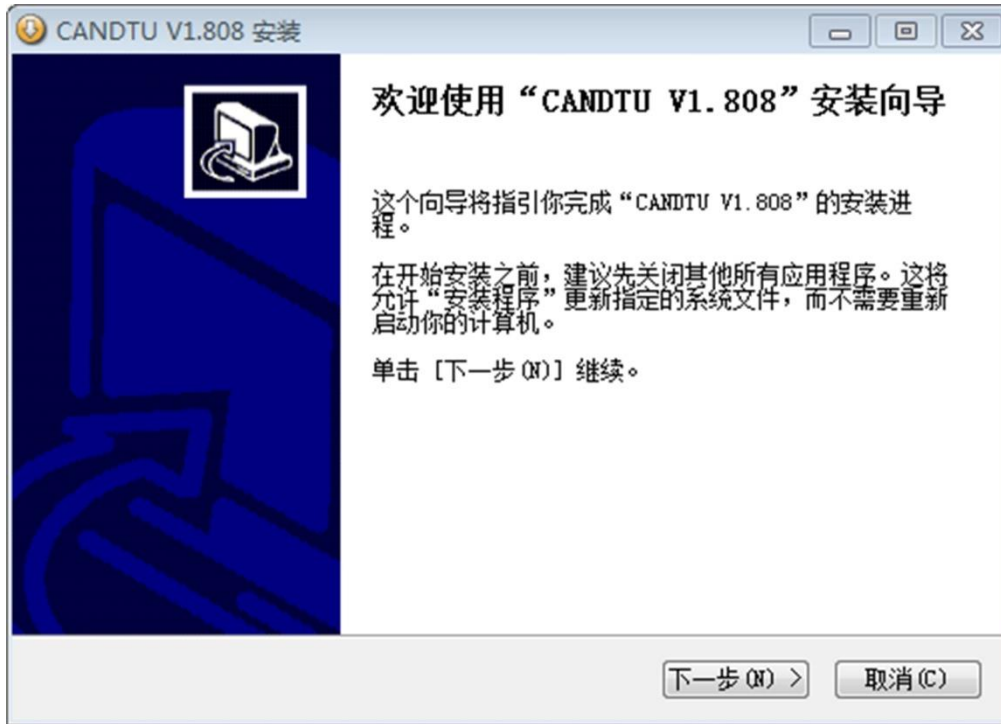 CANDTU V1.808 安装
欢迎使用“CANDTU V1.808”安装向导
这个向导将指引你完成“CANDTU V1.808”的安装进
程。
在开始安装之前，建议先关闭其他所有应用程序。这将
允许“安装程序”更新指定的系统文件，而不需要重新
启动你的计算机。
单击 [下一步(N)] 继续。
下一步(N) >
取消(C)